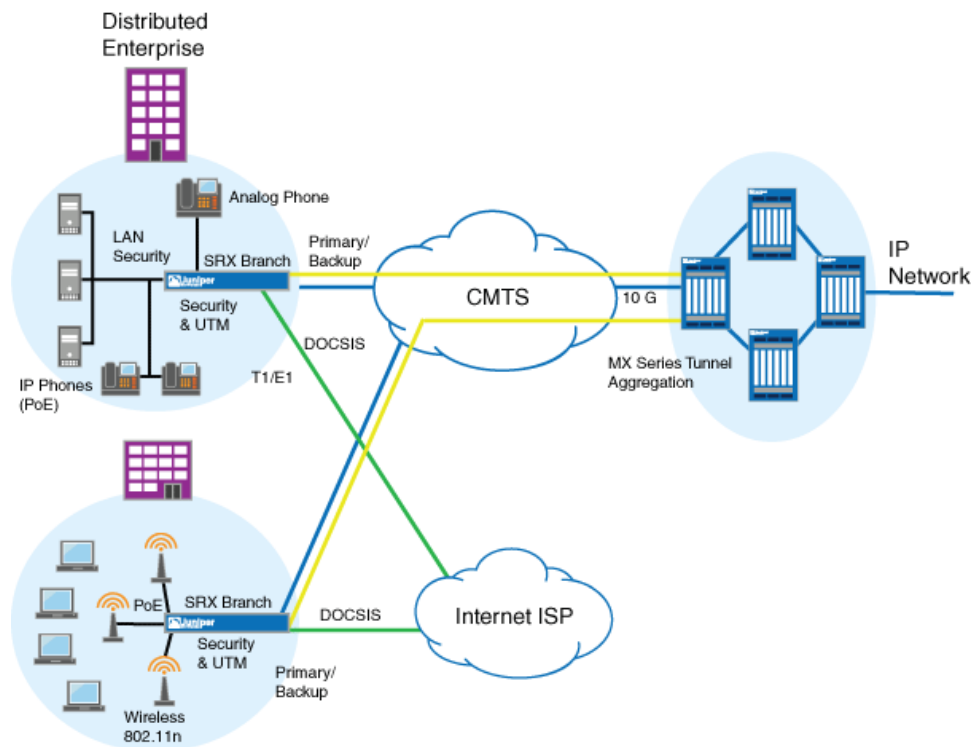 Distributed
Enterprise
Analog Phone
LAN
Security
SRX Branch
Juniper
Security
& UTM
IP Phones
(PoE)
Primary/
Backup
CMTS
10 G
IP
Network
MX Series Tunnel
Aggregation
DOCSIS
T1/E1
PoE
SRX Branch
Security
& UTM
DOCSIS
Internet ISP
Primary/
Backup
Wireless
802.11n